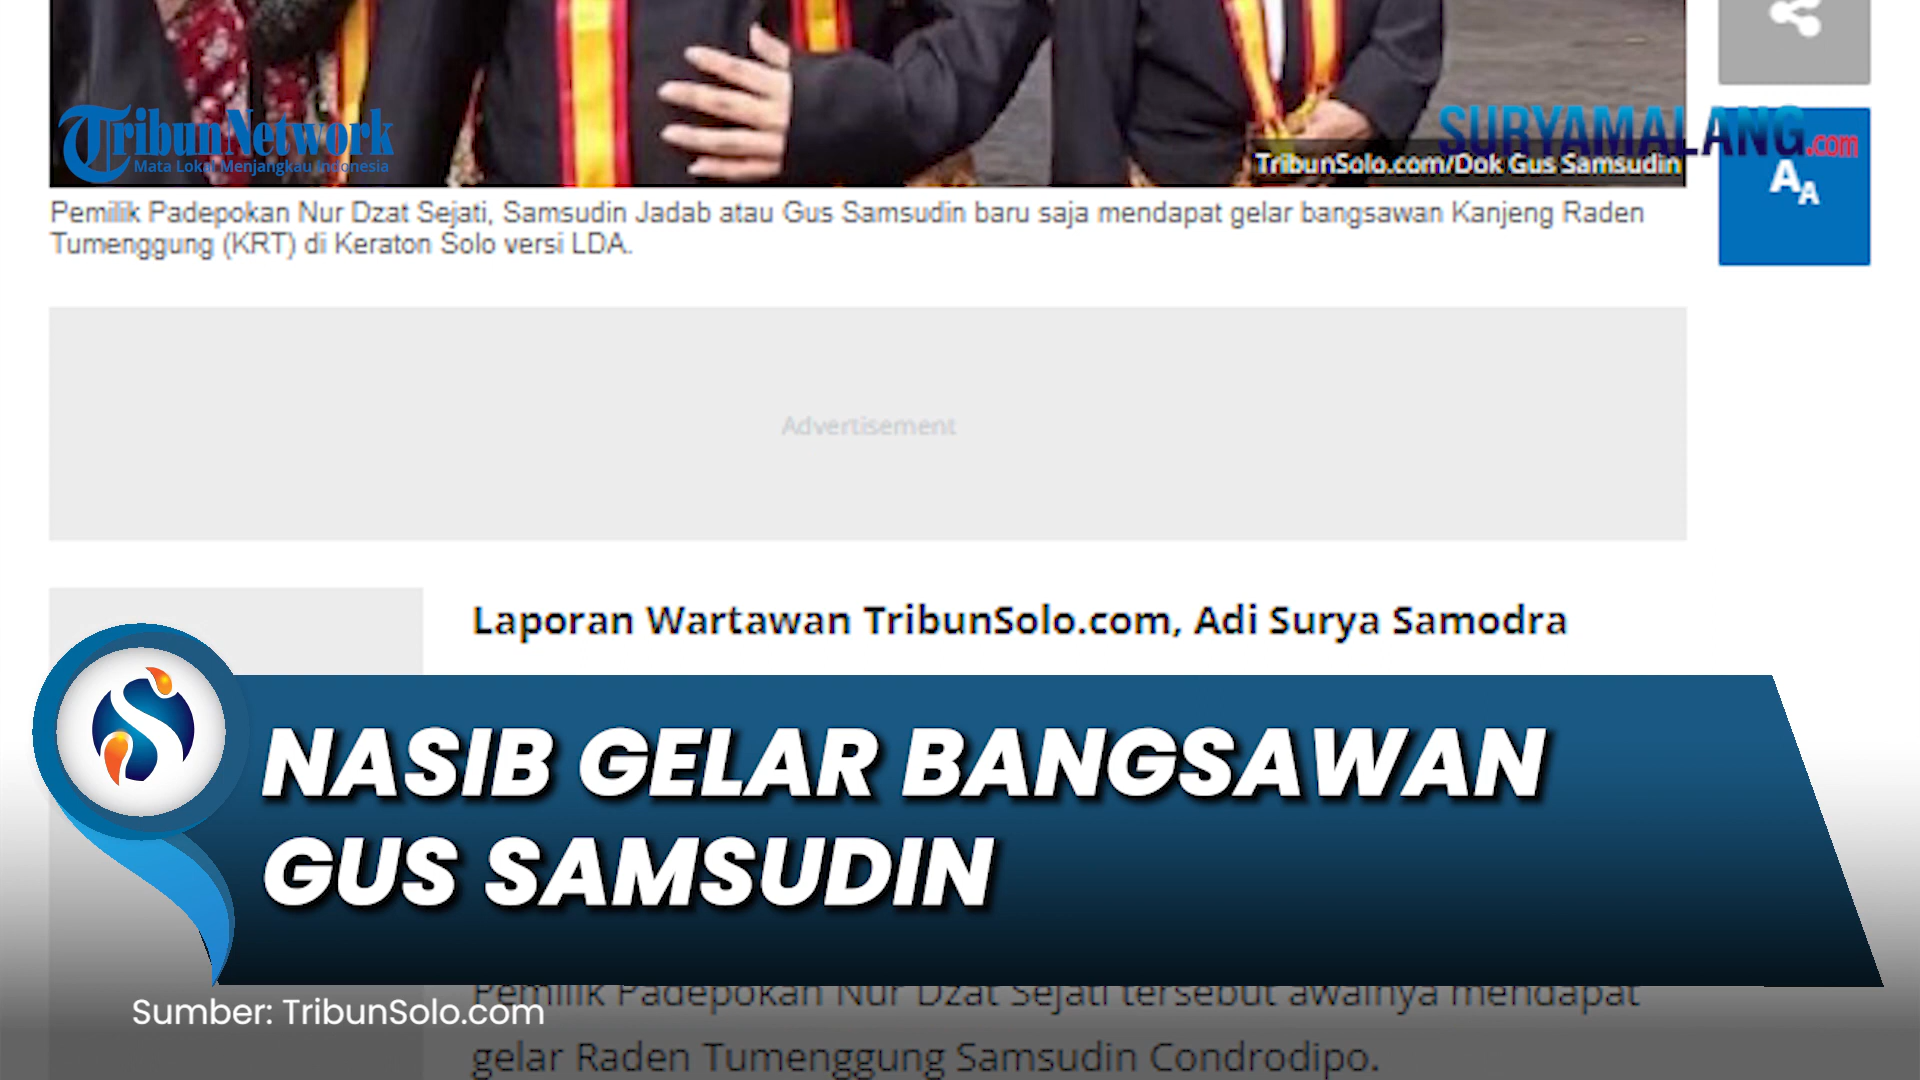 TribunNetwork
Mata Lokal Menjangkau Indonesia
SURYAMALANG.com
TribunSolo.com/Dok Gus Samsudin
AA
Pemilik Padepokan Nur Dzat Sejati, Samsudin Jadab atau Gus Samsudin baru saja mendapat gelar bangsawan Kanjeng Raden
Tumenggung (KRT) di Keraton Solo versi LDA.
Advertisement
Laporan Wartawan TribunSolo.com, Adi Surya Samodra
NASIB GELAR BANGSAWAN
GUS SAMSUDIN
Pemilik Padepokan Nur Dzat Sejati tersebut awalnya mendapat
Sumber: TribunSolo.com
gelar Raden Tumenggung Samsudin Condrodipo.